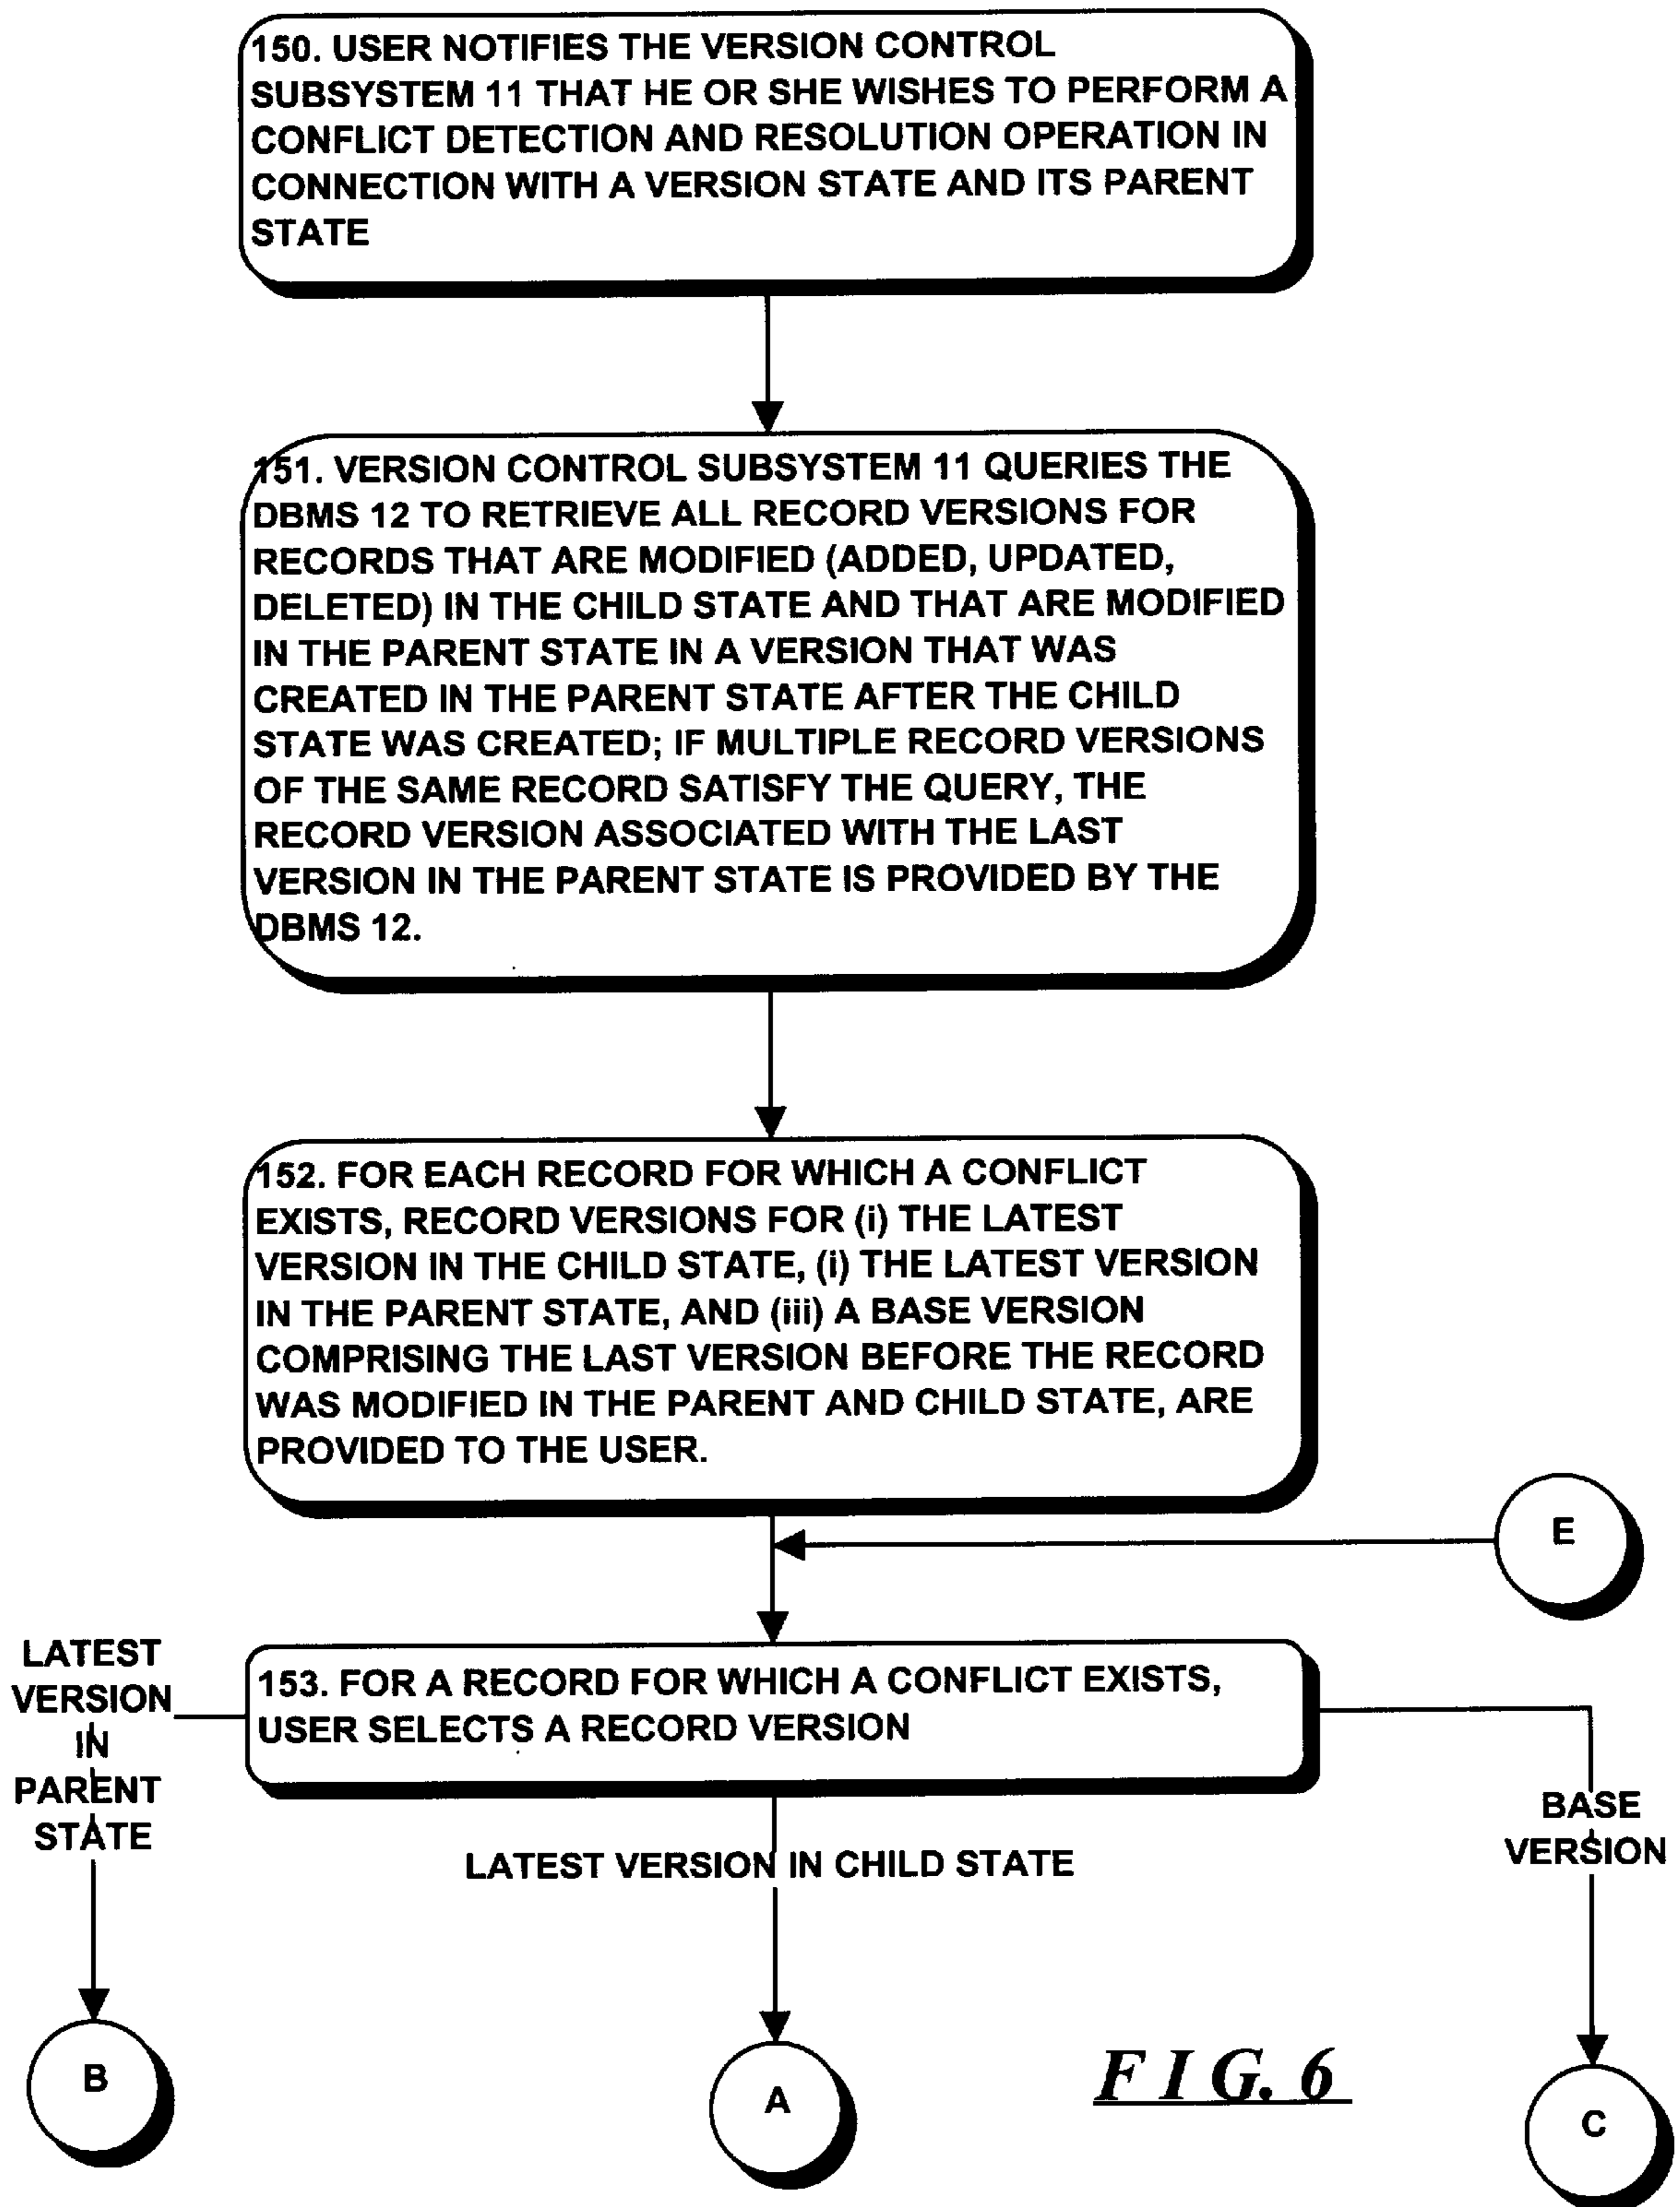 150. USER NOTIFIES THE VERSION CONTROL
SUBSYSTEM 11 THAT HE OR SHE WISHES TO PERFORM A
CONFLICT DETECTION AND RESOLUTION OPERATION IN
CONNECTION WITH A VERSION STATE AND ITS PARENT
STATE
151. VERSION CONTROL SUBSYSTEM 11 QUERIES THE
DBMS 12 TO RETRIEVE ALL RECORD VERSIONS FOR
RECORDS THAT ARE MODIFIED (ADDED, UPDATED,
DELETED) IN THE CHILD STATE AND THAT ARE MODIFIED
IN THE PARENT STATE IN A VERSION THAT WAS
CREATED IN THE PARENT STATE AFTER THE CHILD
STATE WAS CREATED; IF MULTIPLE RECORD VERSIONS
OF THE SAME RECORD SATISFY THE QUERY, THE
RECORD VERSION ASSOCIATED WITH THE LAST
VERSION IN THE PARENT STATE IS PROVIDED BY THE
DBMS 12.
152. FOR EACH RECORD FOR WHICH A CONFLICT
EXISTS, RECORD VERSIONS FOR (i) THE LATEST
VERSION IN THE CHILD STATE, (i) THE LATEST VERSION
IN THE PARENT STATE, AND (iii) A BASE VERSION
COMPRISING THE LAST VERSION BEFORE THE RECORD
WAS MODIFIED IN THE PARENT AND CHILD STATE, ARE
PROVIDED TO THE USER.
E
153. FOR A RECORD FOR WHICH A CONFLICT EXISTS,
USER SELECTS A RECORD VERSION
LATEST
VERSION
IN
PARENT
STATE
LATEST VERSION IN CHILD STATE
BASE
VERSION
B
A
C
FIG. 6